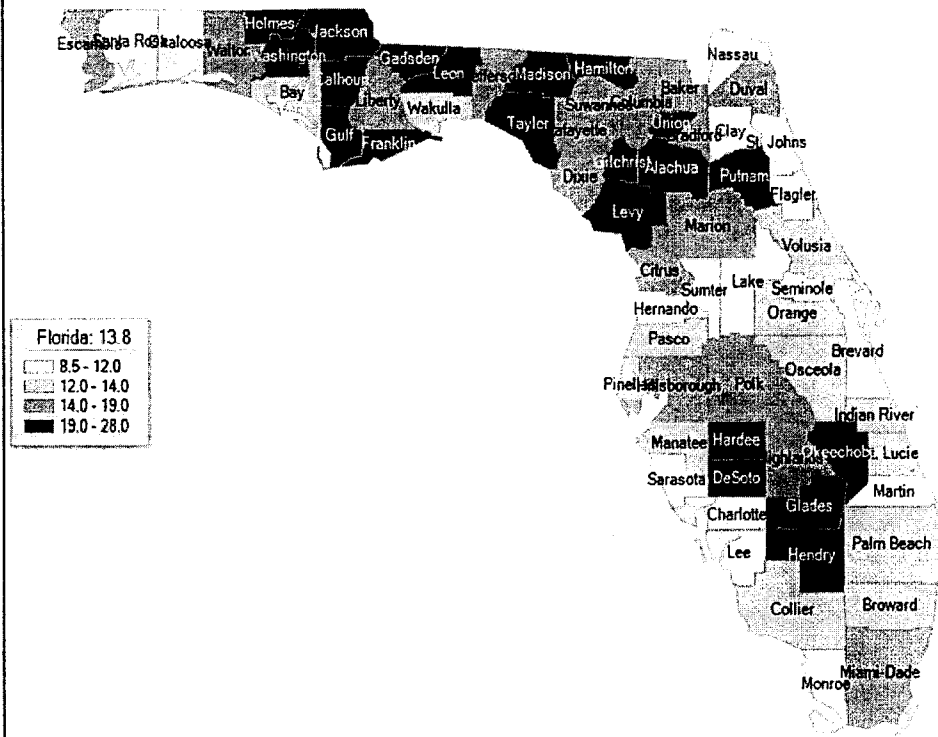 Holmes
Jackson
Escambia
Santa Rosa
Okaloosa
Walton
Washington
Gadsden
Leon
Jefferson
Madison
Hamilton
Nassau
Bay
Calhoun
Liberty
Wakulla
Suwannee
Columbia
Baker
Duval
Gulf
Franklin
Tayler
Lafayette
Union
Bradford
Clay
St. Johns
Dixie
Gilchrist
Alachua
Putnam
Flagler
Levy
Marion
Volusia
Citrus
Sumter
Lake
Seminole
Hernando
Orange
Pasco
Brevard
Osceola
Pinellas
Hillsborough
Polk
Indian River
Manatee
Hardee
Okeechobe
St. Lucie
Highlands
Sarasota
DeSoto
Martin
Charlotte
Glades
Lee
Hendry
Palm Beach
Collier
Broward
Monroe
Miami-Dade
Florida: 13.8
8.5 - 12.0
12.0 - 14.0
14.0 - 19.0
19.0 - 28.0